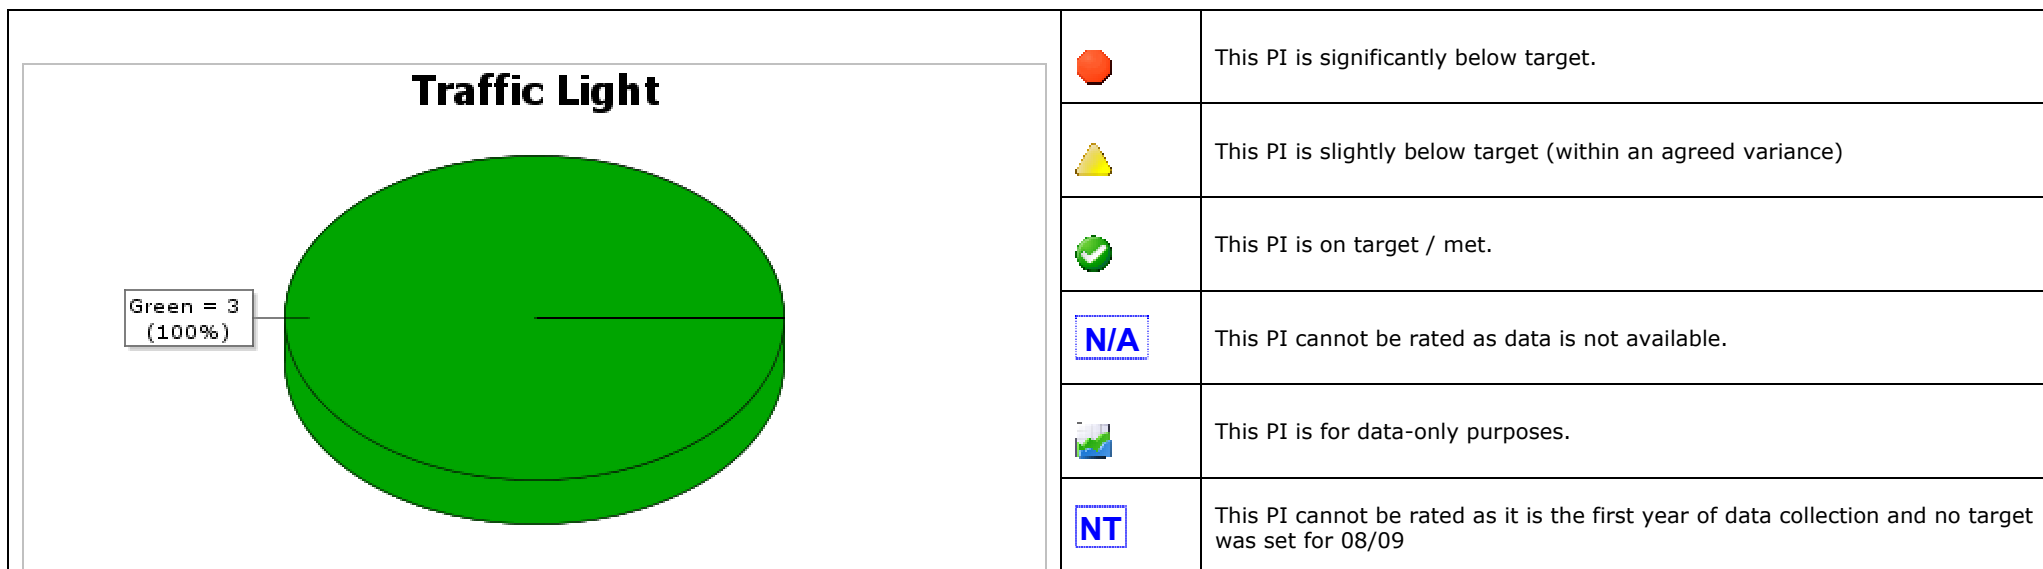 Traffic Light
Green = 3
(100%)
This PI is significantly below target.
This PI is slightly below target (within an agreed variance)
This PI is on target / met.
N/A
This PI cannot be rated as data is not available.
This PI is for data-only purposes.
NT
This PI cannot be rated as it is the first year of data collection and no target
was set for 08/09